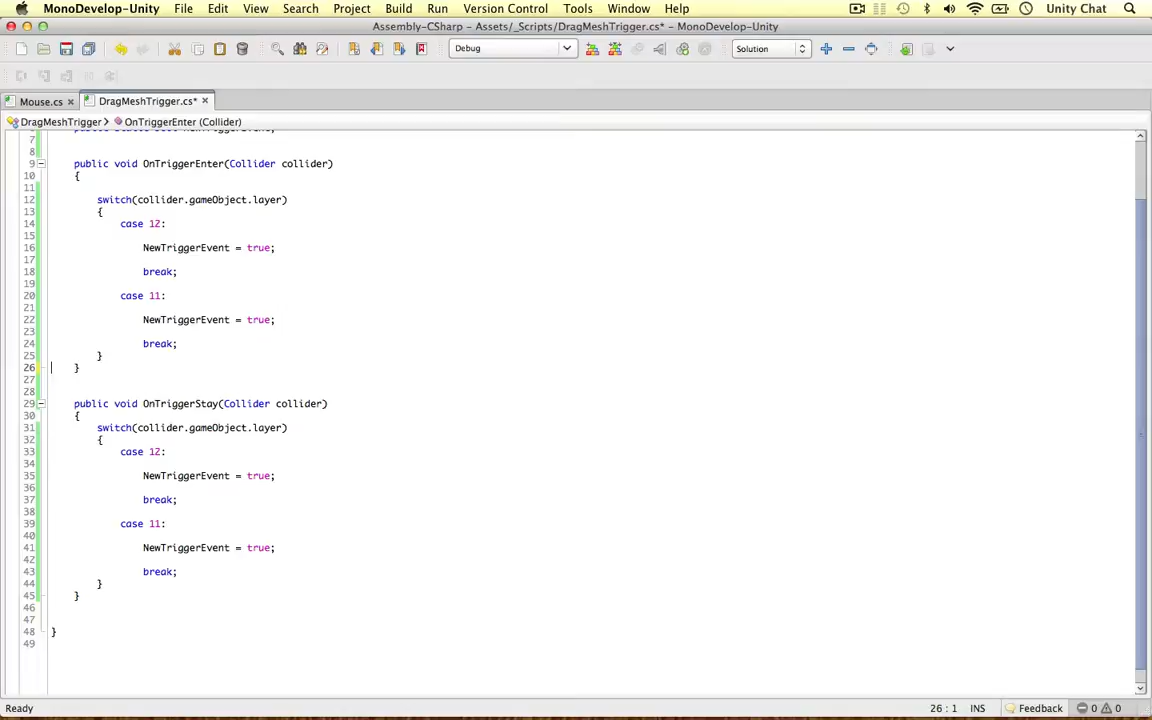 MonoDevelop-Unity File Edit View Search Project Build Run Version Control Tools Window Help Unity Chat
Assembly-CSharp – Assets/_Scripts/DragMeshTrigger.cs* – MonoDevelop-Unity
Debug Solution
Mouse.cs × DragMeshTrigger.cs* ×
DragMeshTrigger OnTriggerEnter (Collider)
7
8
9 public void OnTriggerEnter(Collider collider)
10 {
11
12 switch(collider.gameObject.layer)
13 {
14 case 12:
15
16 NewTriggerEvent = true;
17
18 break;
19
20 case 11:
21
22 NewTriggerEvent = true;
23
24 break;
25 }
26 }
27
28
29 public void OnTriggerStay(Collider collider)
30 {
31 switch(collider.gameObject.layer)
32 {
33 case 12:
34
35 NewTriggerEvent = true;
36
37 break;
38
39 case 11:
40
41 NewTriggerEvent = true;
42
43 break;
44 }
45 }
46
47
48 }
49
Ready 26 : 1 INS Feedback 0 0